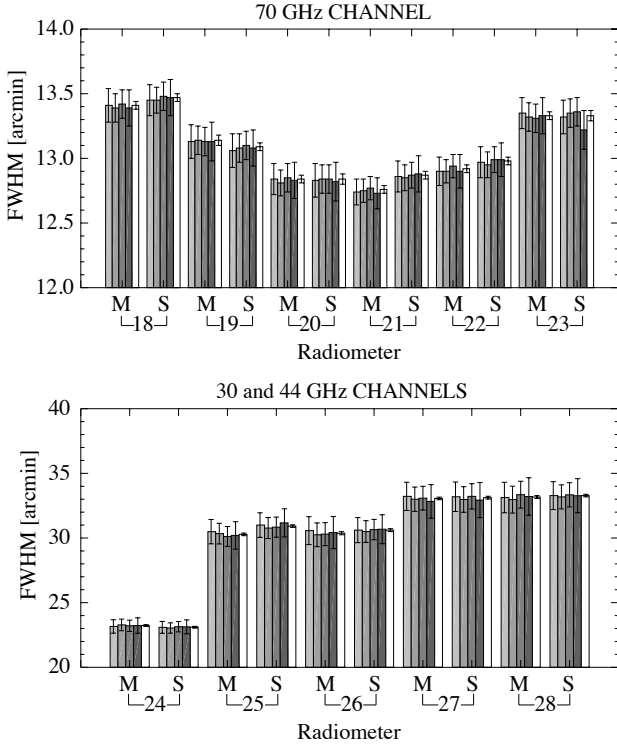 70 GHz CHANNEL
14.0
13.5
13.0
12.5
12.0
FWHM [arcmin]
M S M S M S M S M S M S
18 19 20 21 22 23
Radiometer
30 and 44 GHz CHANNELS
40
35
30
25
20
FWHM [arcmin]
M S M S M S M S M S
24 25 26 27 28
Radiometer